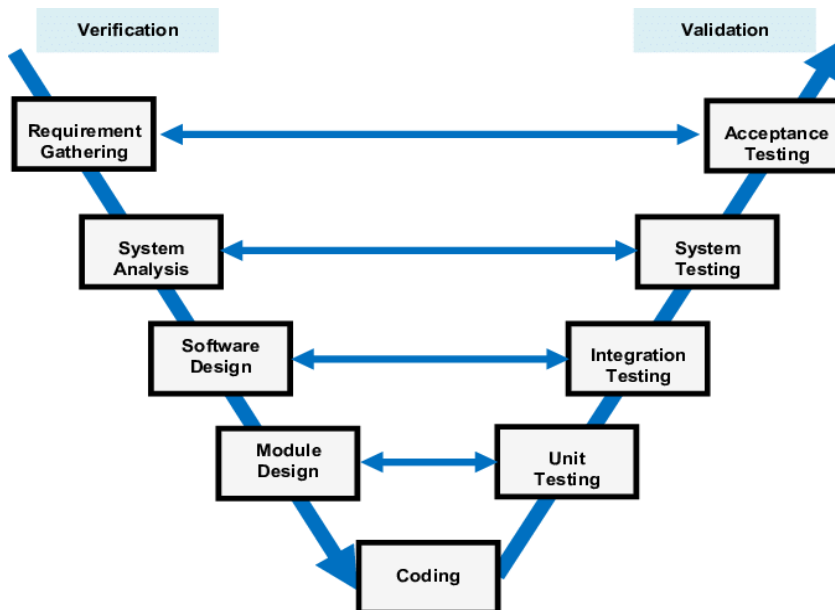 Verification
Validation
Requirement
Gathering
Acceptance
Testing
System
Analysis
System
Testing
Software
Design
Integration
Testing
Module
Design
Unit
Testing
Coding